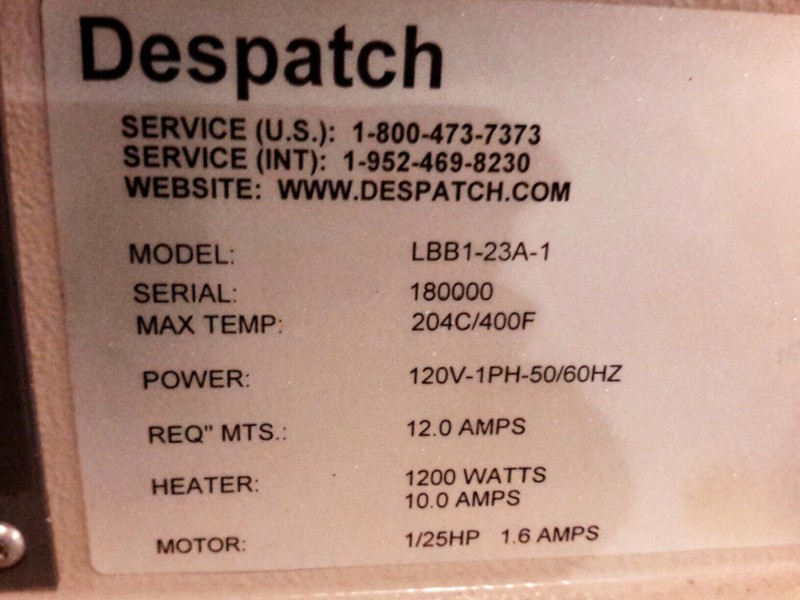 Despatch
SERVICE (U.S.): 1-800-473-7373
SERVICE (INT): 1-952-469-8230
WEBSITE: WWW.DESPATCH.COM
MODEL: LBB1-23A-1
SERIAL: 180000
MAX TEMP: 204C/400F
POWER: 120V-1PH-50/60HZ
REQ" MTS.: 12.0 AMPS
HEATER: 1200 WATTS
10.0 AMPS
MOTOR: 1/25HP 1.6 AMPS